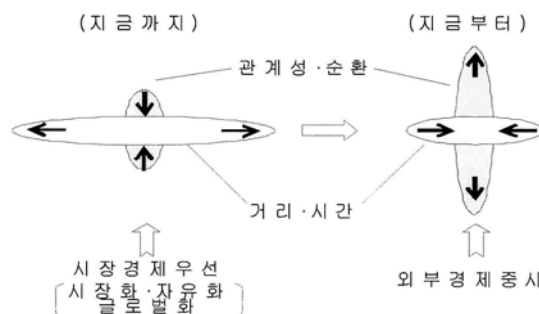 (지금까지)
(지금부터)
관계성·순환
거리·시간
시장경제우선
시장화·자유화
글로벌화
외부경제중시